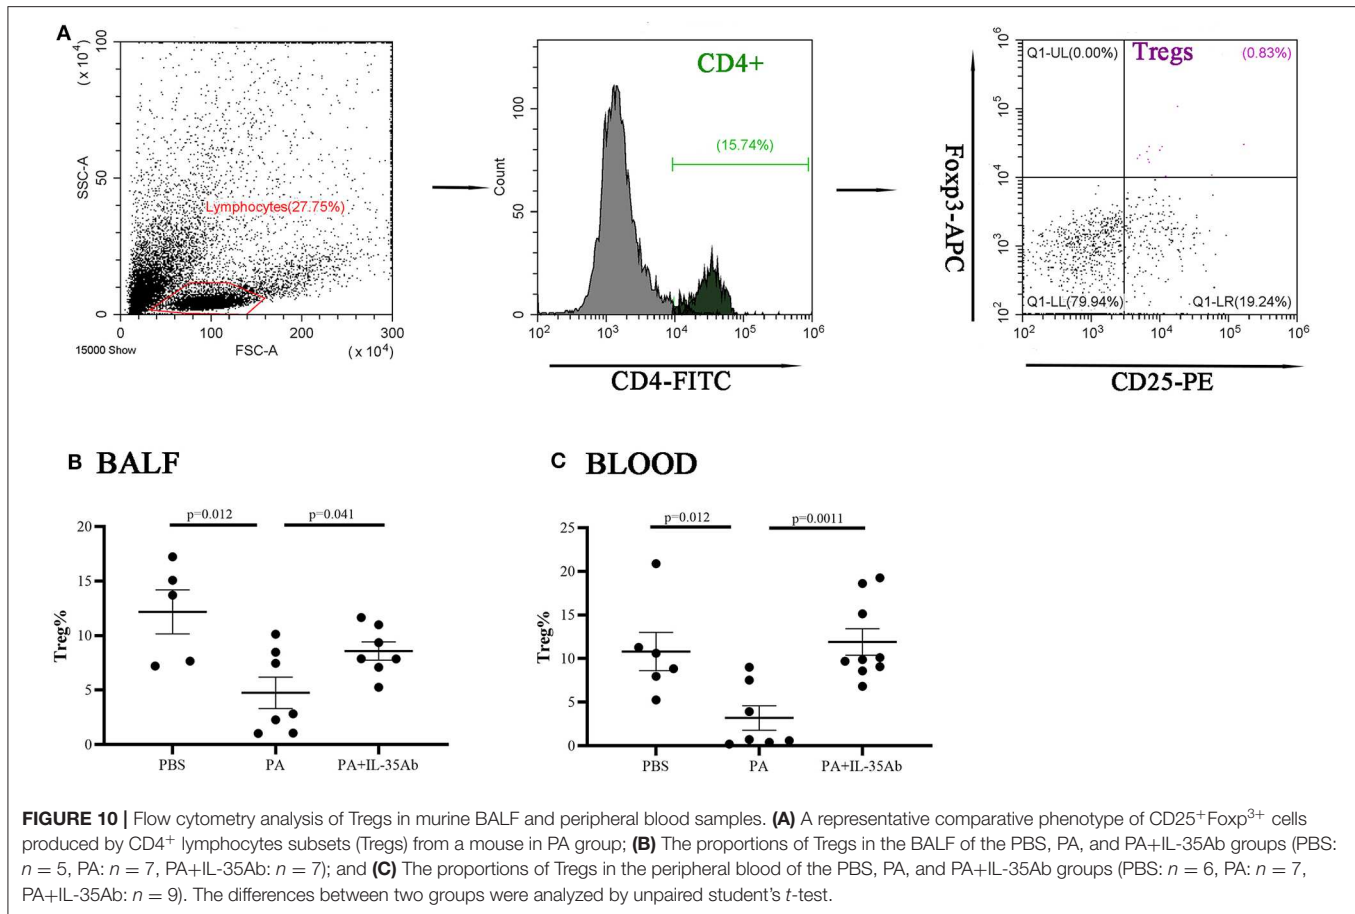 A
(x 10⁴)
SSC-A
100
50
0
Lymphocytes(27.75%)
0 100 200 300
15000 Show
FSC-A
(x 10⁴)
CD4+
(15.74%)
Count
100
50
0
10² 10³ 10⁴ 10⁵ 10⁶
CD4-FITC
Q1-UL(0.00%)
Tregs
(0.83%)
Foxp3-APC
10⁶
10⁵
10⁴
10³
10²
Q1-LL(79.94%)
Q1-LR(19.24%)
10² 10³ 10⁴ 10⁵ 10⁶
CD25-PE
B BALF
p=0.012
p=0.041
Treg%
20
15
10
5
0
PBS PA PA+IL-35Ab
C BLOOD
p=0.012
p=0.0011
Treg%
25
20
15
10
5
0
PBS PA PA+IL-35Ab
FIGURE 10 | Flow cytometry analysis of Tregs in murine BALF and peripheral blood samples. (A) A representative comparative phenotype of CD25⁺Foxp³⁺ cells
produced by CD4⁺ lymphocytes subsets (Tregs) from a mouse in PA group; (B) The proportions of Tregs in the BALF of the PBS, PA, and PA+IL-35Ab groups (PBS:
n = 5, PA: n = 7, PA+IL-35Ab: n = 7); and (C) The proportions of Tregs in the peripheral blood of the PBS, PA, and PA+IL-35Ab groups (PBS: n = 6, PA: n = 7,
PA+IL-35Ab: n = 9). The differences between two groups were analyzed by unpaired student's t-test.